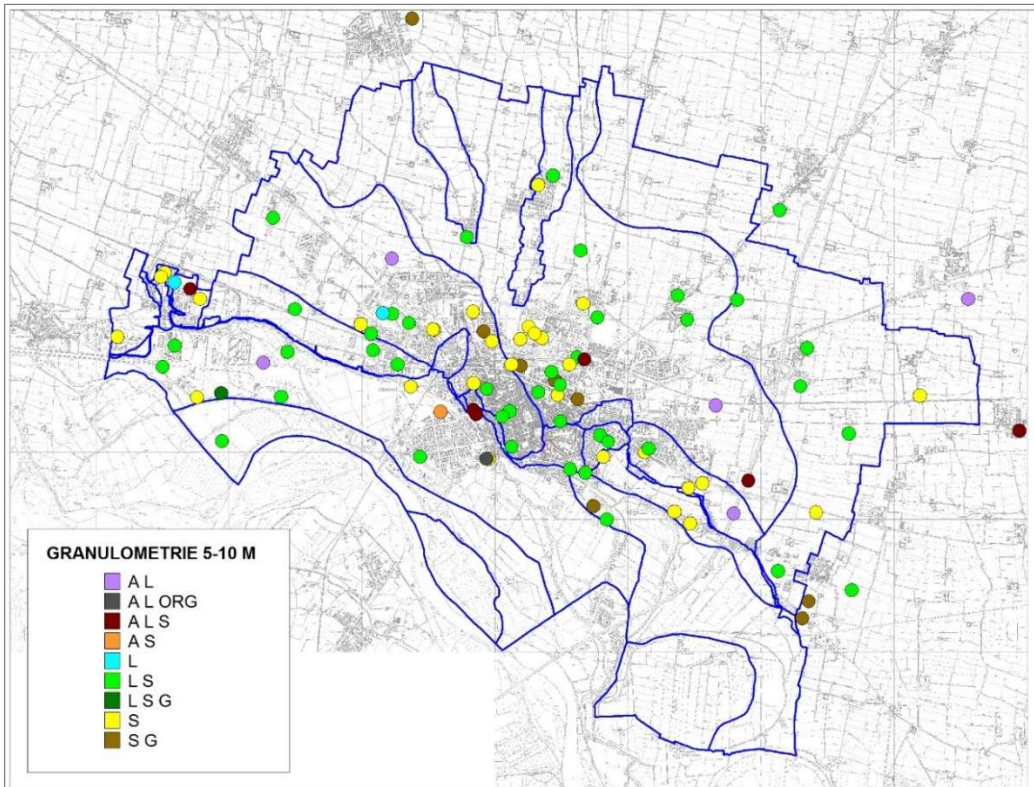 GRANULOMETRIE 5-10 M
A L
A L ORG
A L S
A S
L
L S
L S G
S
S G